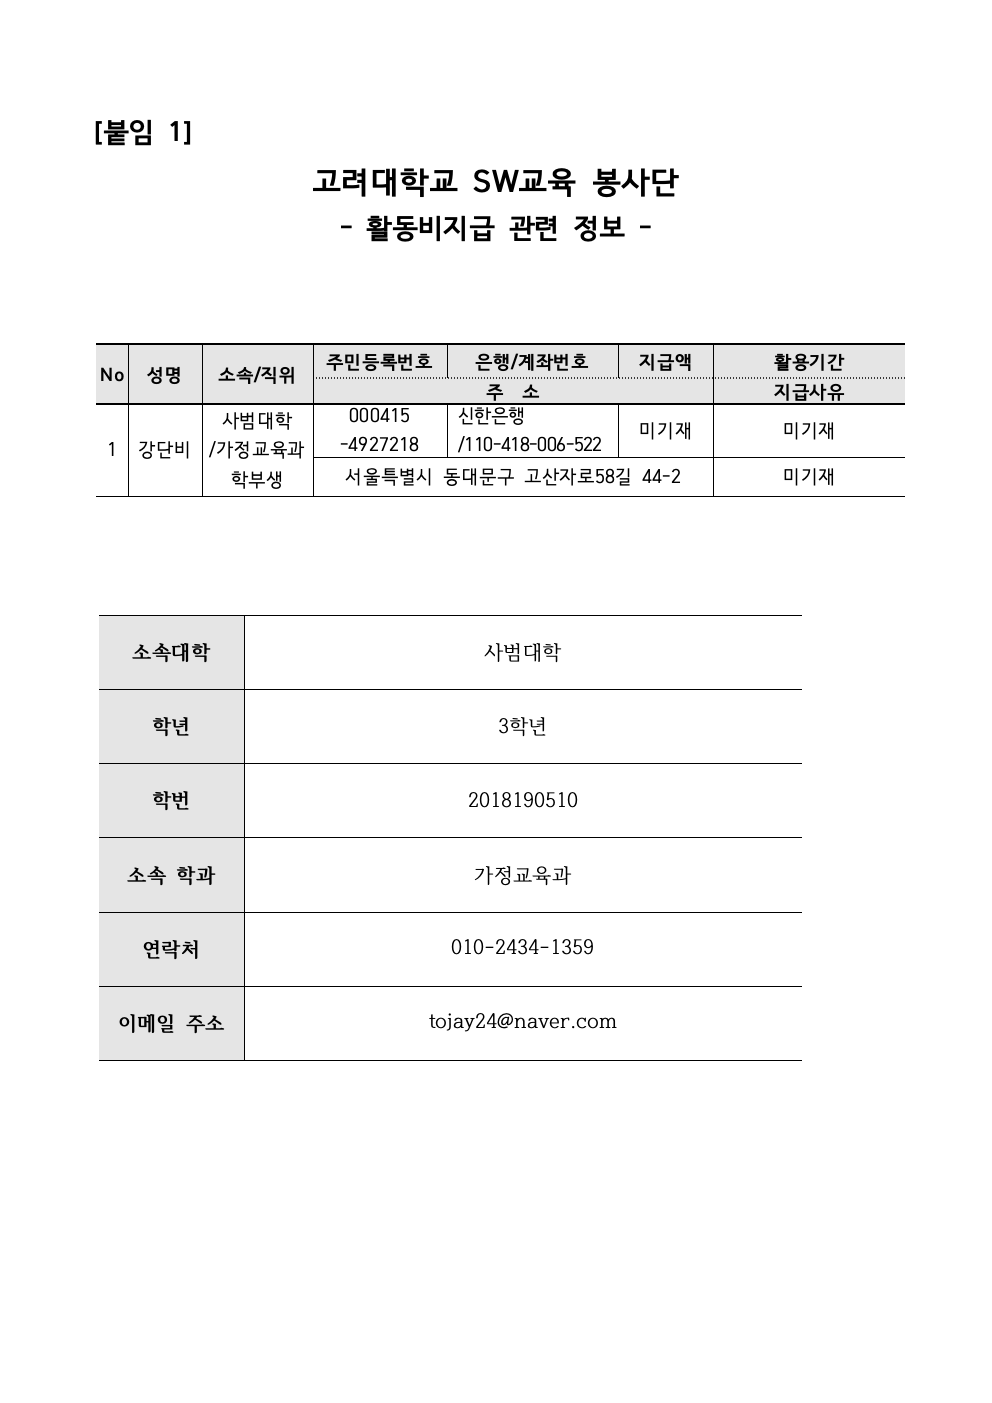 [붙임 1]
고려대학교 SW교육 봉사단
- 활동비지급 관련 정보 -
No 성명 소속/직위 주민등록번호 은행/계좌번호 지급액 활용기간
주 소 지급사유
1 강단비 사범대학 /가정교육과 학부생 000415 -4927218 신한은행 /110-418-006-522 미기재 미기재
서울특별시 동대문구 고산자로58길 44-2 미기재
소속대학 사범대학
학년 3학년
학번 2018190510
소속 학과 가정교육과
연락처 010-2434-1359
이메일 주소 tojay24@naver.com